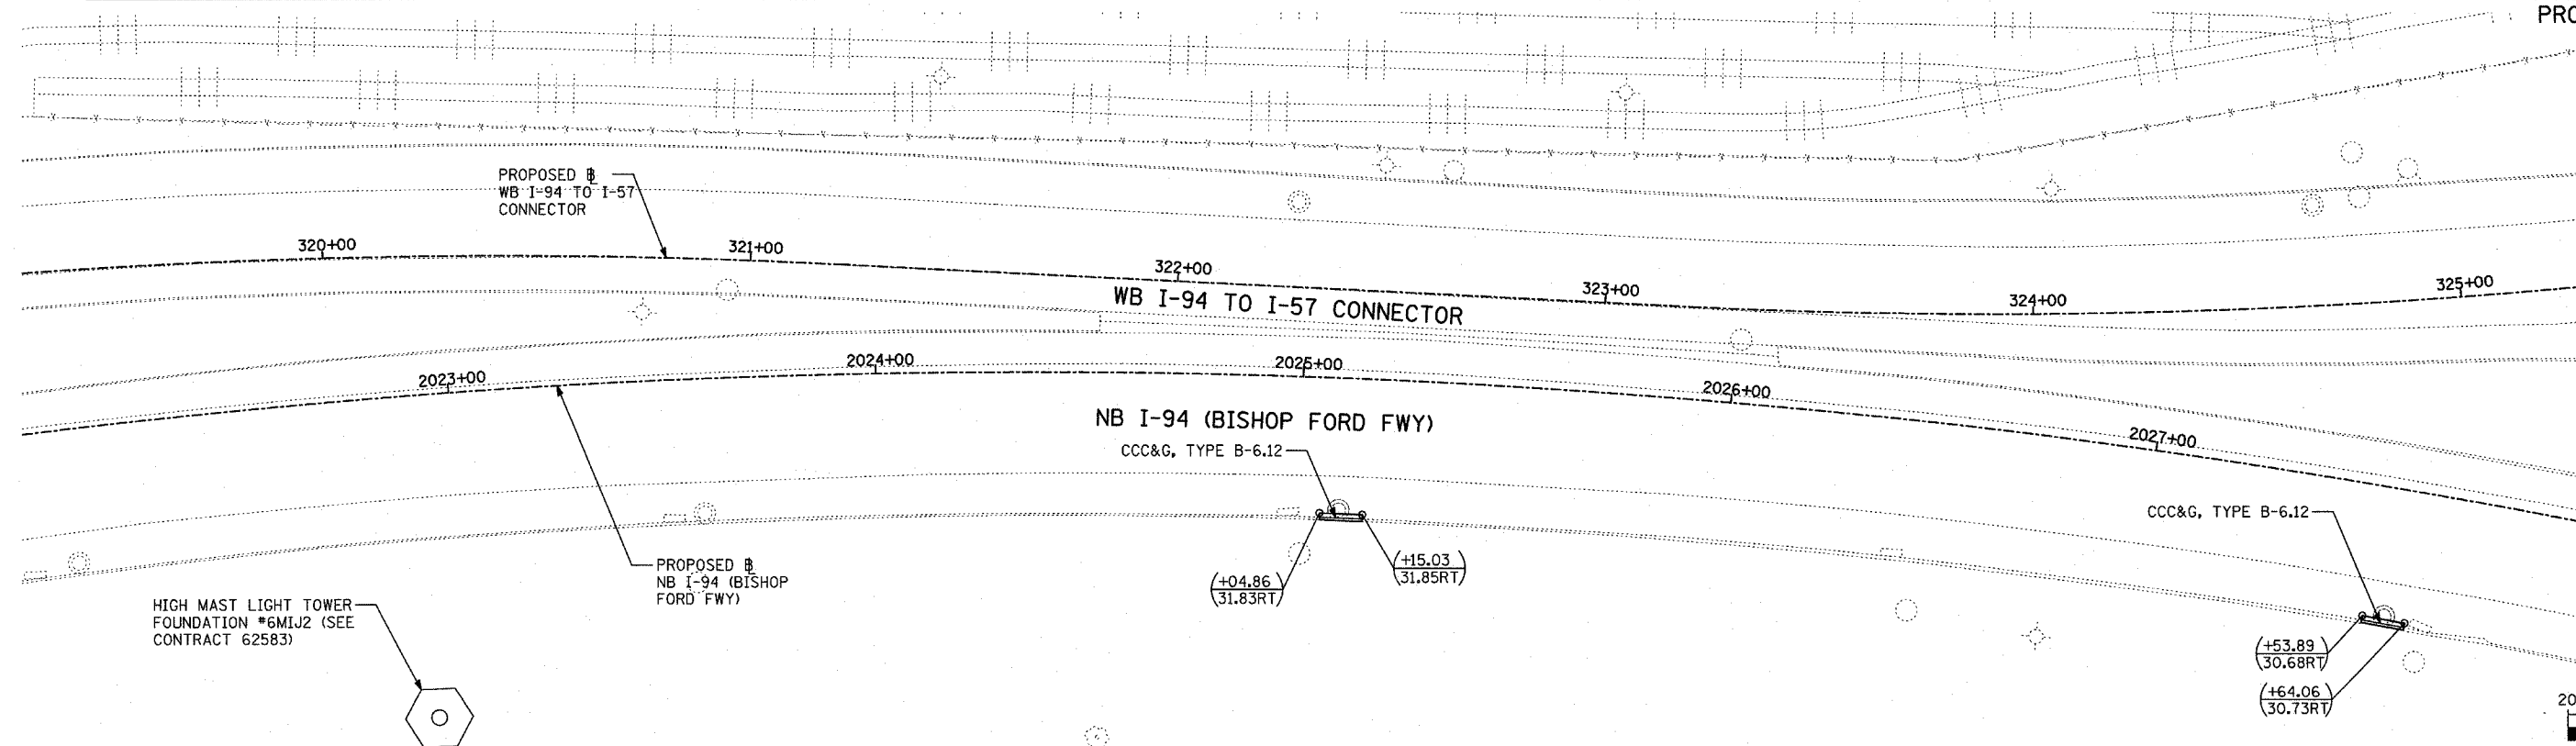 PRO
PROPOSED ℄
WB I-94 TO I-57
CONNECTOR
320+00
321+00
322+00
323+00
324+00
325+00
WB I-94 TO I-57 CONNECTOR
2023+00
2024+00
2025+00
2026+00
2027+00
NB I-94 (BISHOP FORD FWY)
CCC&G, TYPE B-6.12
CCC&G, TYPE B-6.12
PROPOSED ℄
NB I-94 (BISHOP
FORD FWY)
+04.86
31.83RT
+15.03
31.85RT
HIGH MAST LIGHT TOWER
FOUNDATION #6MIJ2 (SEE
CONTRACT 62583)
+53.89
30.68RT
+64.06
30.73RT
20